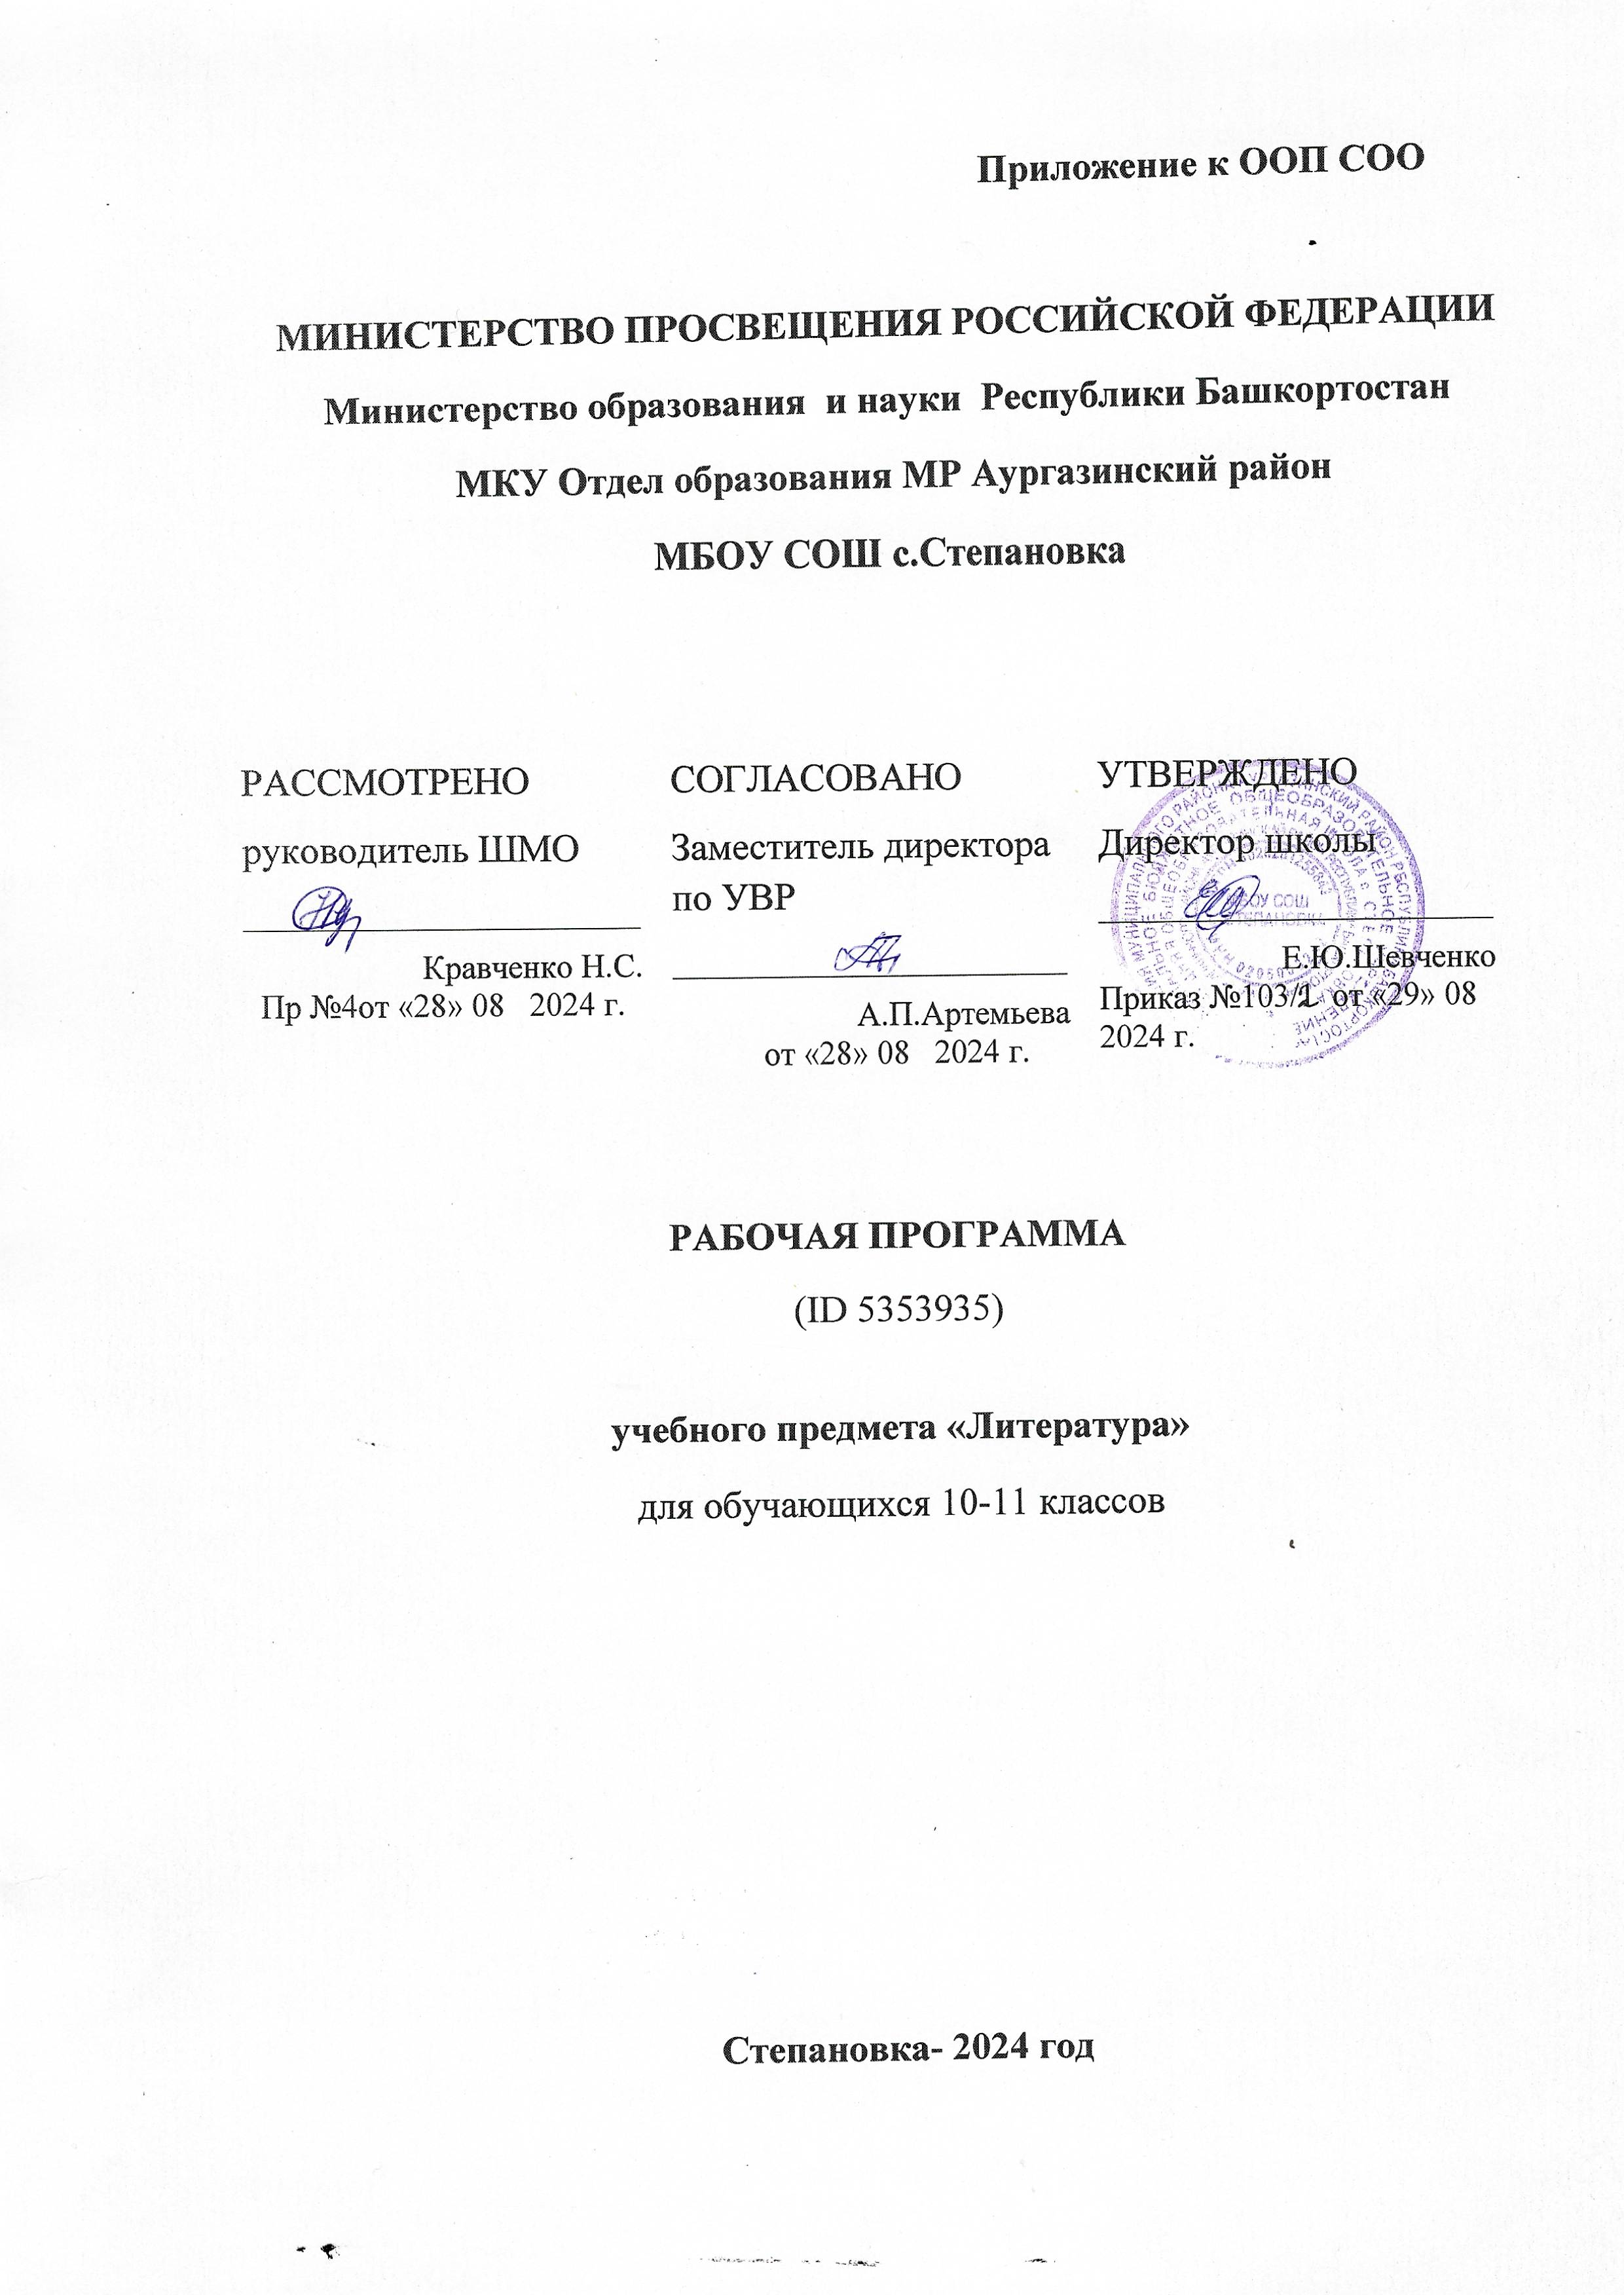 Приложение к ООП СОО
МИНИСТЕРСТВО ПРОСВЕЩЕНИЯ РОССИЙСКОЙ ФЕДЕРАЦИИ
Министерство образования и науки Республики Башкортостан
МКУ Отдел образования МР Аургазинский район
МБОУ СОШ с.Степановка
РАССМОТРЕНО
руководитель ШМО
Кравченко Н.С.
Пр №4от «28» 08 2024 г.
СОГЛАСОВАНО
Заместитель директора
по УВР
А.П.Артемьева
от «28» 08 2024 г.
УТВЕРЖДЕНО
Директор школы
Е.Ю.Шевченко
Приказ №103/1 от «29» 08
2024 г.
РАБОЧАЯ ПРОГРАММА
(ID 5353935)
учебного предмета «Литература»
для обучающихся 10-11 классов
Степановка- 2024 год